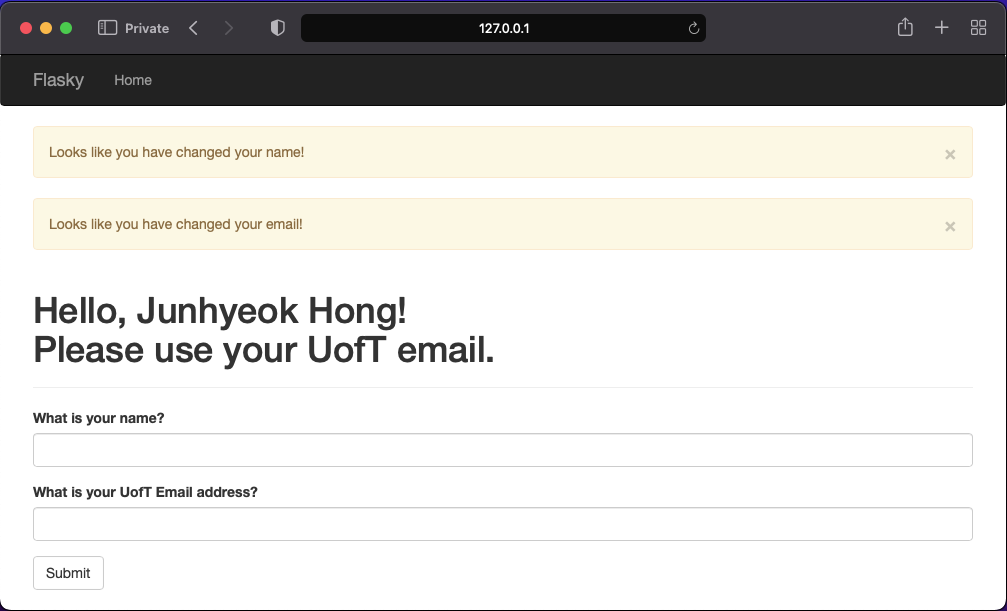 Private
127.0.0.1
Flasky Home
Looks like you have changed your name! ×
Looks like you have changed your email! ×
Hello, Junhyeok Hong!
Please use your UofT email.
What is your name?
What is your UofT Email address?
Submit